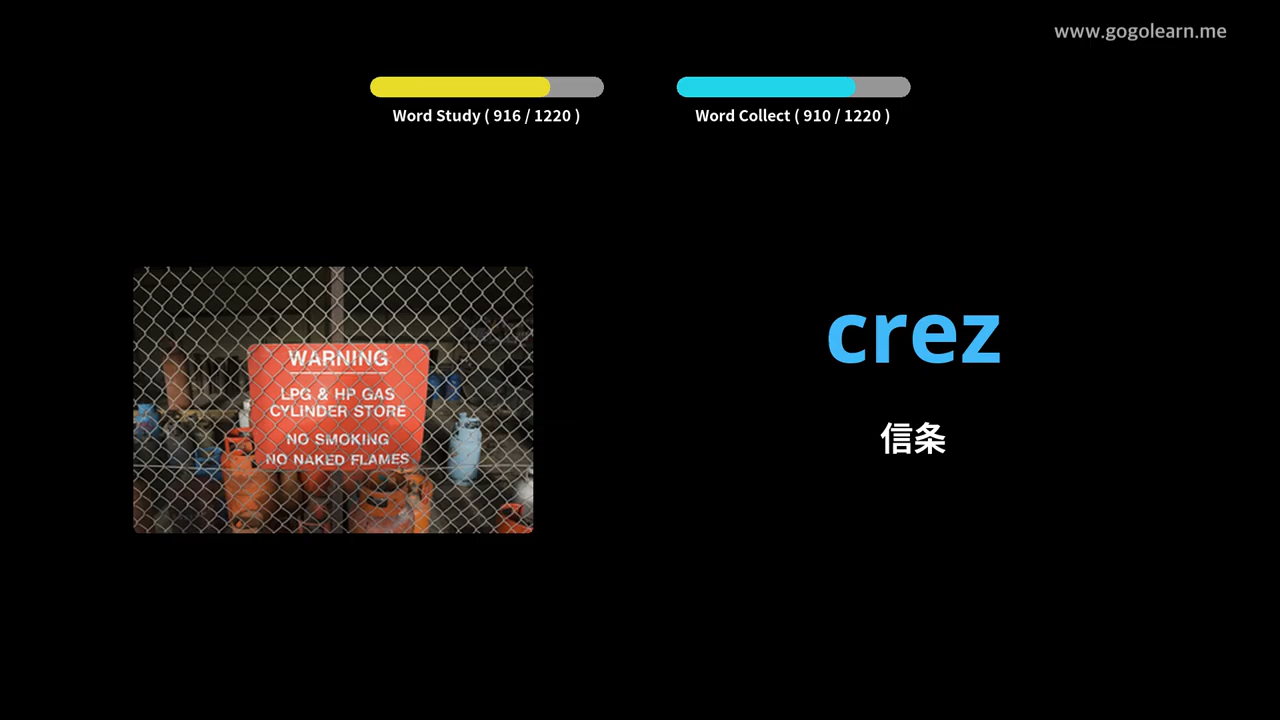 www.gogolearn.me
Word Study ( 916 / 1220 )
Word Collect ( 910 / 1220 )
WARNING
LPG & HP GAS
CYLINDER STORE
NO SMOKING
NO NAKED FLAMES
crez
信条